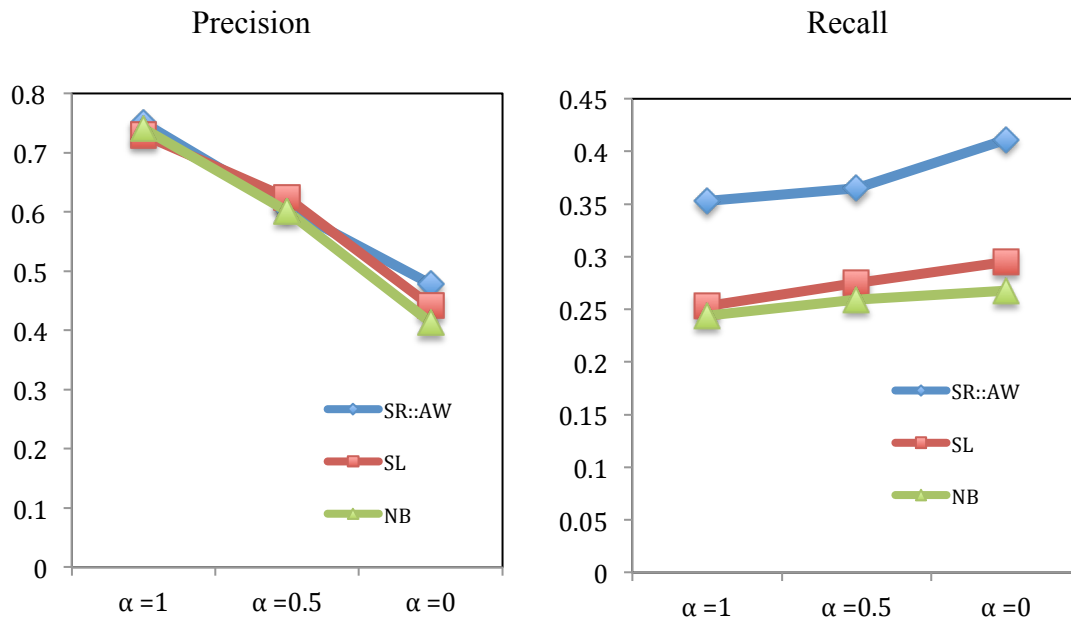 Precision
0.8
0.7
0.6
0.5
0.4
0.3
0.2
0.1
0
SR::AW
SL
NB
α =1
α =0.5
α =0
Recall
0.45
0.4
0.35
0.3
0.25
0.2
0.15
0.1
0.05
0
SR::AW
SL
NB
α =1
α =0.5
α =0